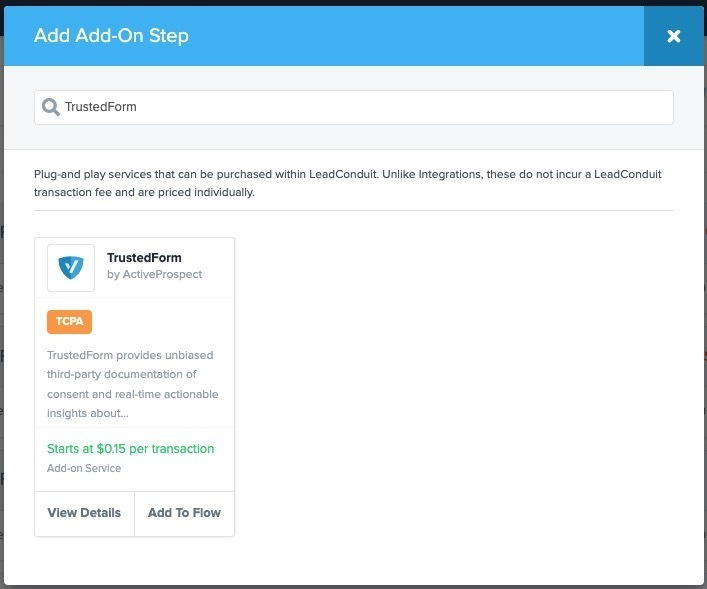 Add Add-On Step
TrustedForm
Plug-and play services that can be purchased within LeadConduit. Unlike Integrations, these do not incur a LeadConduit
transaction fee and are priced individually.
TrustedForm
by ActiveProspect
TCPA
TrustedForm provides unbiased
third-party documentation of
consent and real-time actionable
insights about...
Starts at $0.15 per transaction
Add-on Service
View Details
Add To Flow